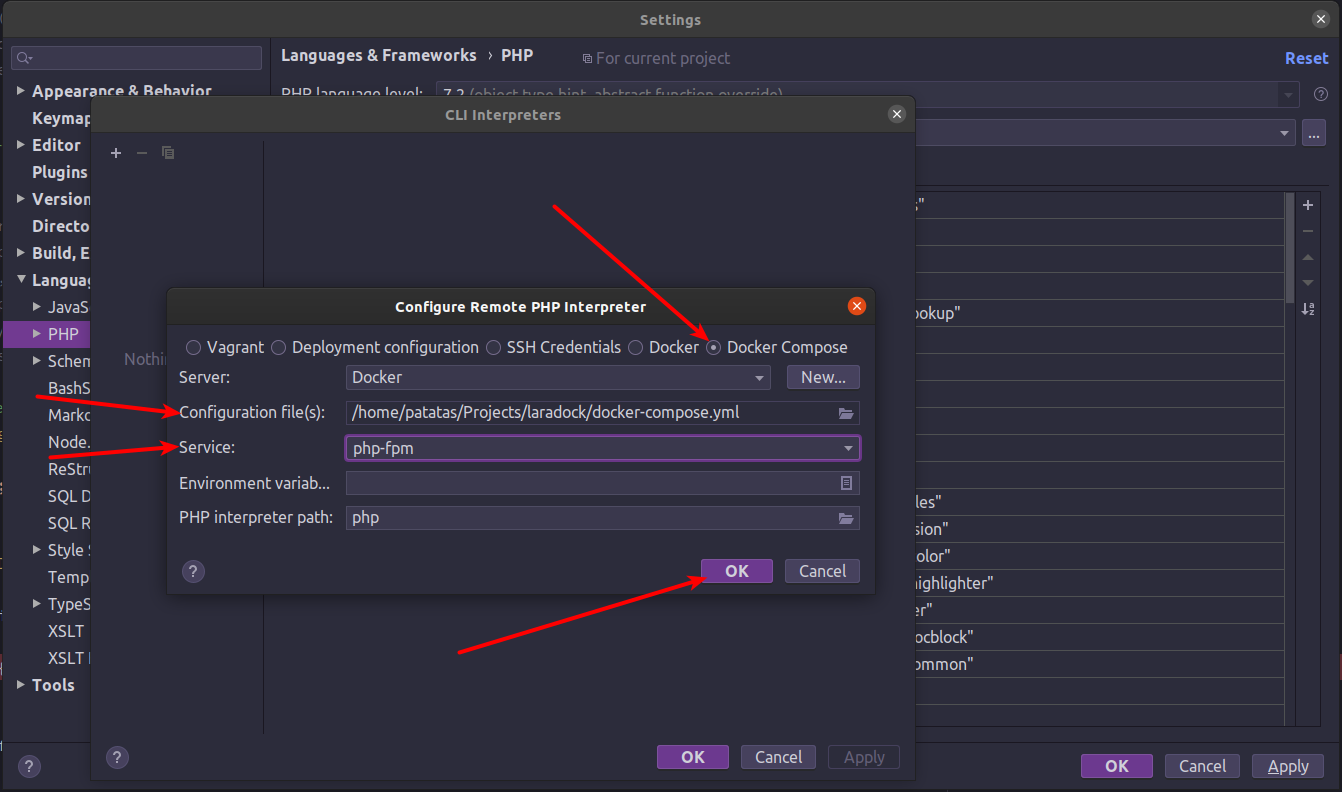 Settings
Languages & Frameworks › PHP
For current project
Reset
Appearance & Behavior
PHP language level:
7.2 (object type hint, abstract function override)
CLI Interpreters
Keymap
Editor
Plugins
Version
Directo
Build, E
Languag
JavaS
PHP
Schem
BashS
Markd
Node.
ReStru
SQL D
SQL R
Style S
Temp
TypeS
XSLT
XSLT
Tools
...
Nothin
Configure Remote PHP Interpreter
Vagrant
Deployment configuration
SSH Credentials
Docker
Docker Compose
Server:
Docker
New...
Configuration file(s):
/home/patatas/Projects/laradock/docker-compose.yml
Service:
php-fpm
Environment variab...
PHP interpreter path:
php
?
OK
Cancel
s"
ookup"
les"
sion"
olor"
ighlighter"
er"
ocblock"
ommon"
?
OK
Cancel
Apply
?
OK
Cancel
Apply